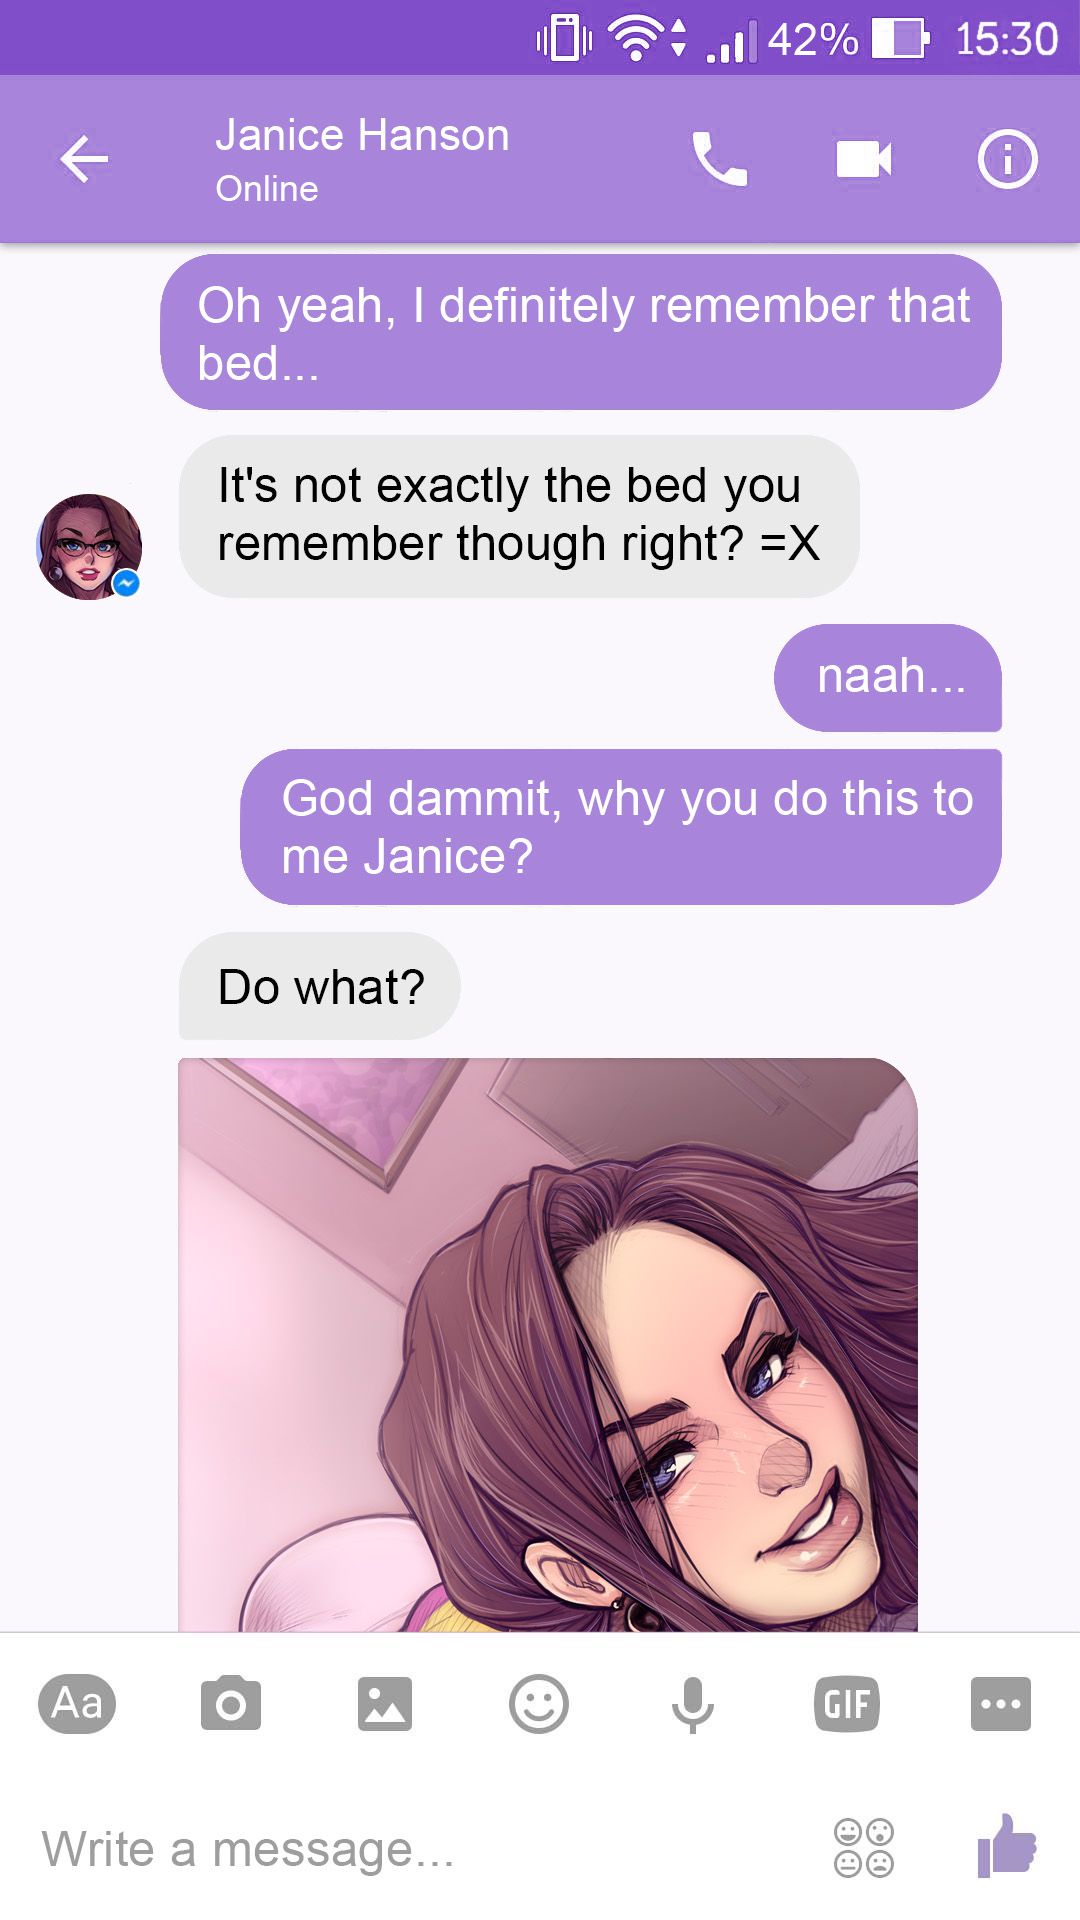 42% 15:30
Janice Hanson
Online
Oh yeah, I definitely remember that
bed...
It's not exactly the bed you
remember though right? =X
naah...
God dammit, why you do this to
me Janice?
Do what?
Aa GIF
Write a message...